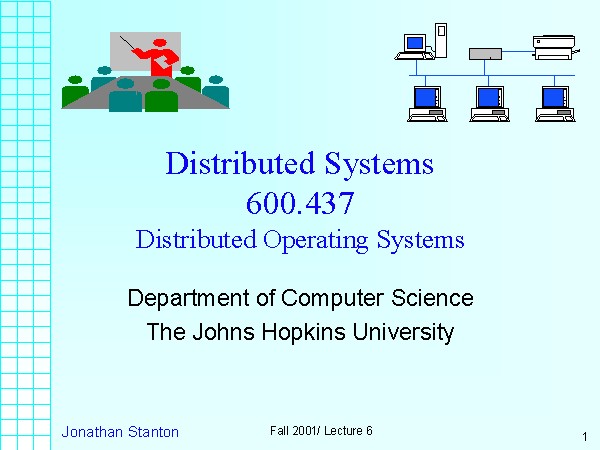 Distributed Systems
600.437
Distributed Operating Systems
Department of Computer Science
The Johns Hopkins University
Jonathan Stanton
Fall 2001/ Lecture 6
1